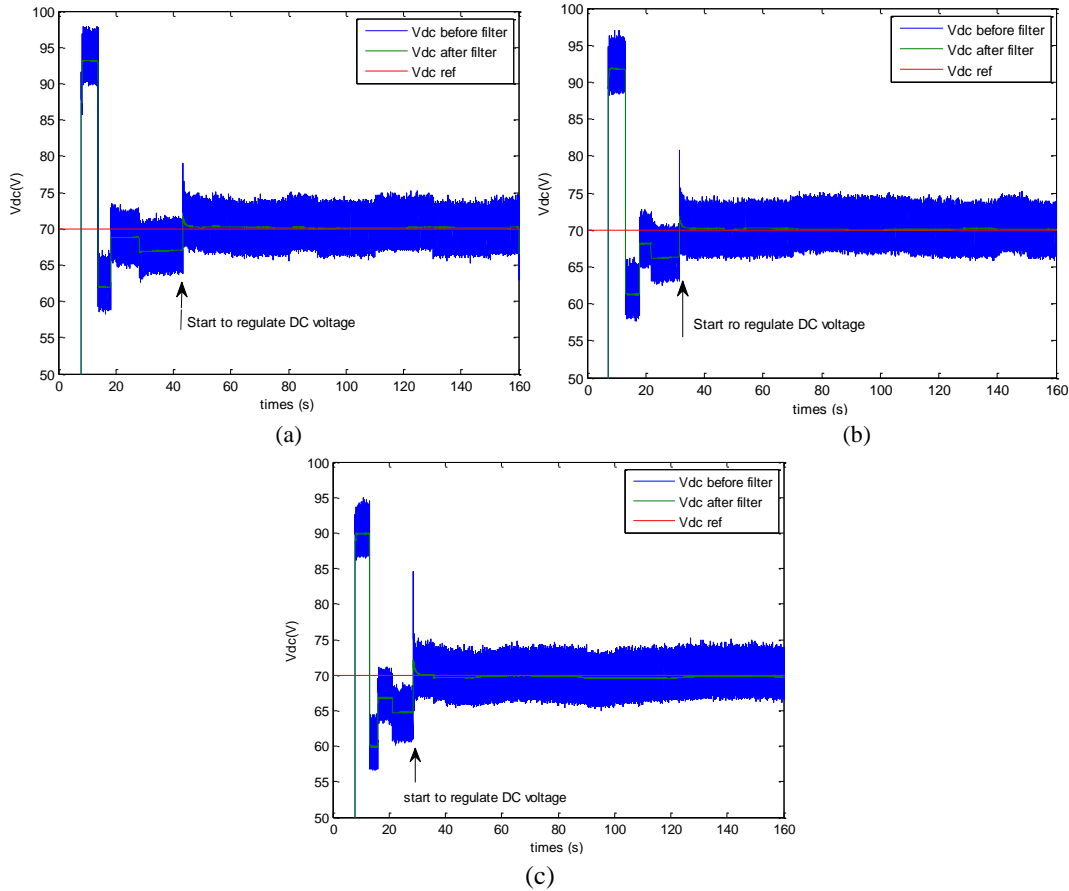 100
95
90
85
80
75
70
65
60
55
50
Vdc(V)
Vdc before filter
Vdc after filter
Vdc ref
Start to regulate DC voltage
0 20 40 60 80 100 120 140 160
times (s)
(a)
100
95
90
85
80
75
70
65
60
55
50
Vdc(V)
Vdc before filter
Vdc after filter
Vdc ref
Start ro regulate DC voltage
0 20 40 60 80 100 120 140 160
times (s)
(b)
100
95
90
85
80
75
70
65
60
55
50
Vdc(V)
Vdc before filter
Vdc after filter
Vdc ref
start to regulate DC voltage
0 20 40 60 80 100 120 140 160
times (s)
(c)